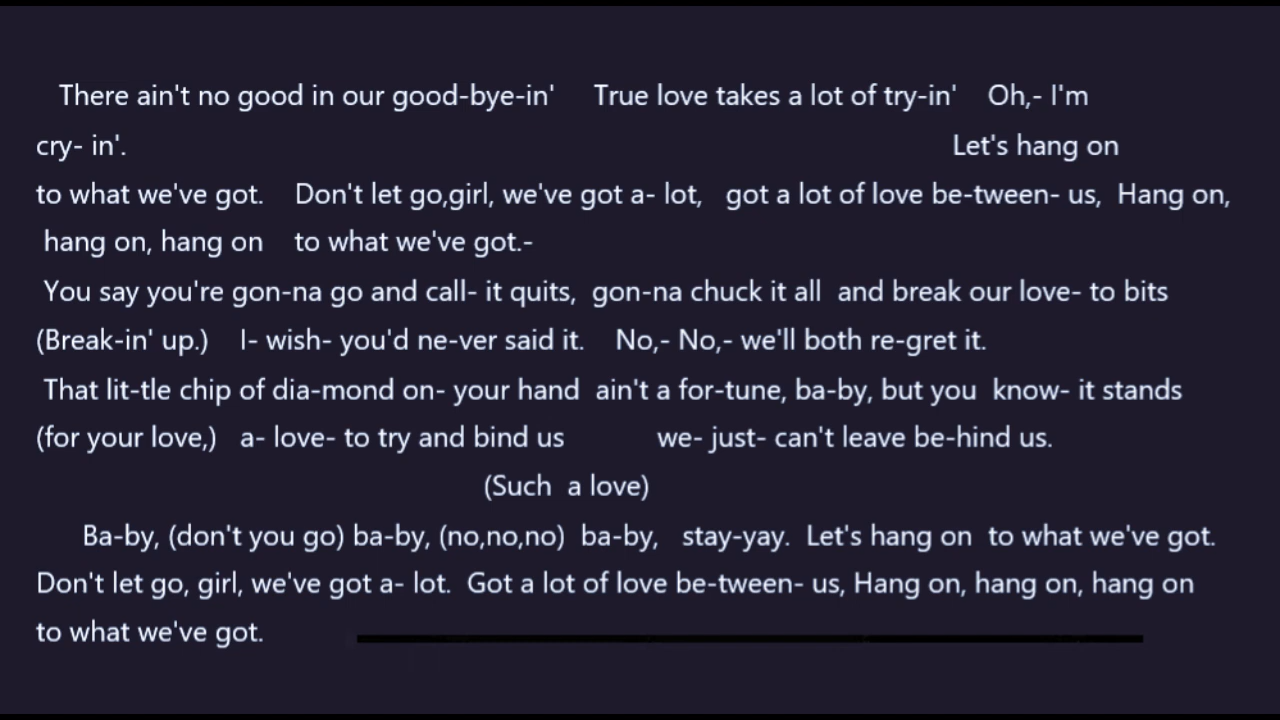 There ain't no good in our good-bye-in' True love takes a lot of try-in' Oh,- I'm
cry- in'. Let's hang on
to what we've got. Don't let go,girl, we've got a- lot, got a lot of love be-tween- us, Hang on,
hang on, hang on to what we've got.-
You say you're gon-na go and call- it quits, gon-na chuck it all and break our love- to bits
(Break-in' up.) I- wish- you'd ne-ver said it. No,- No,- we'll both re-gret it.
That lit-tle chip of dia-mond on- your hand ain't a for-tune, ba-by, but you know- it stands
(for your love,) a- love- to try and bind us we- just- can't leave be-hind us.
(Such a love)
Ba-by, (don't you go) ba-by, (no,no,no) ba-by, stay-yay. Let's hang on to what we've got.
Don't let go, girl, we've got a- lot. Got a lot of love be-tween- us, Hang on, hang on, hang on
to what we've got.